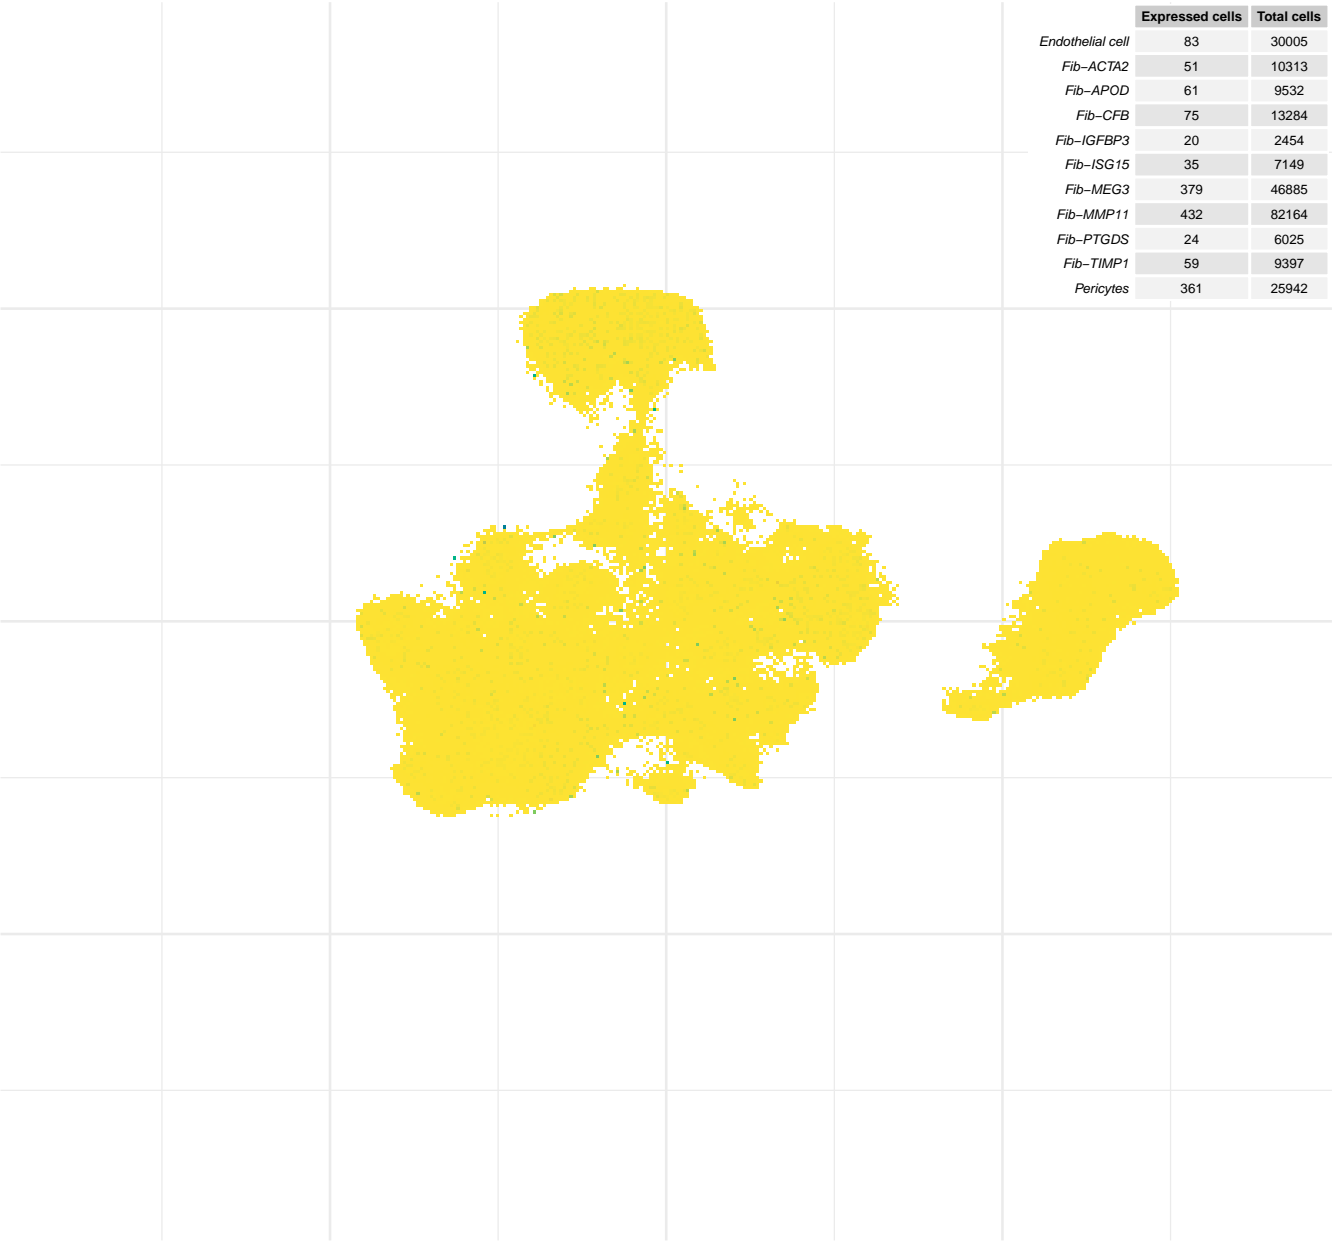 Expressed cells Total cells
Endothelial cell 83 30005
Fib−ACTA2 51 10313
Fib−APOD 61 9532
Fib−CFB 75 13284
Fib−IGFBP3 20 2454
Fib−ISG15 35 7149
Fib−MEG3 379 46885
Fib−MMP11 432 82164
Fib−PTGDS 24 6025
Fib−TIMP1 59 9397
Pericytes 361 25942